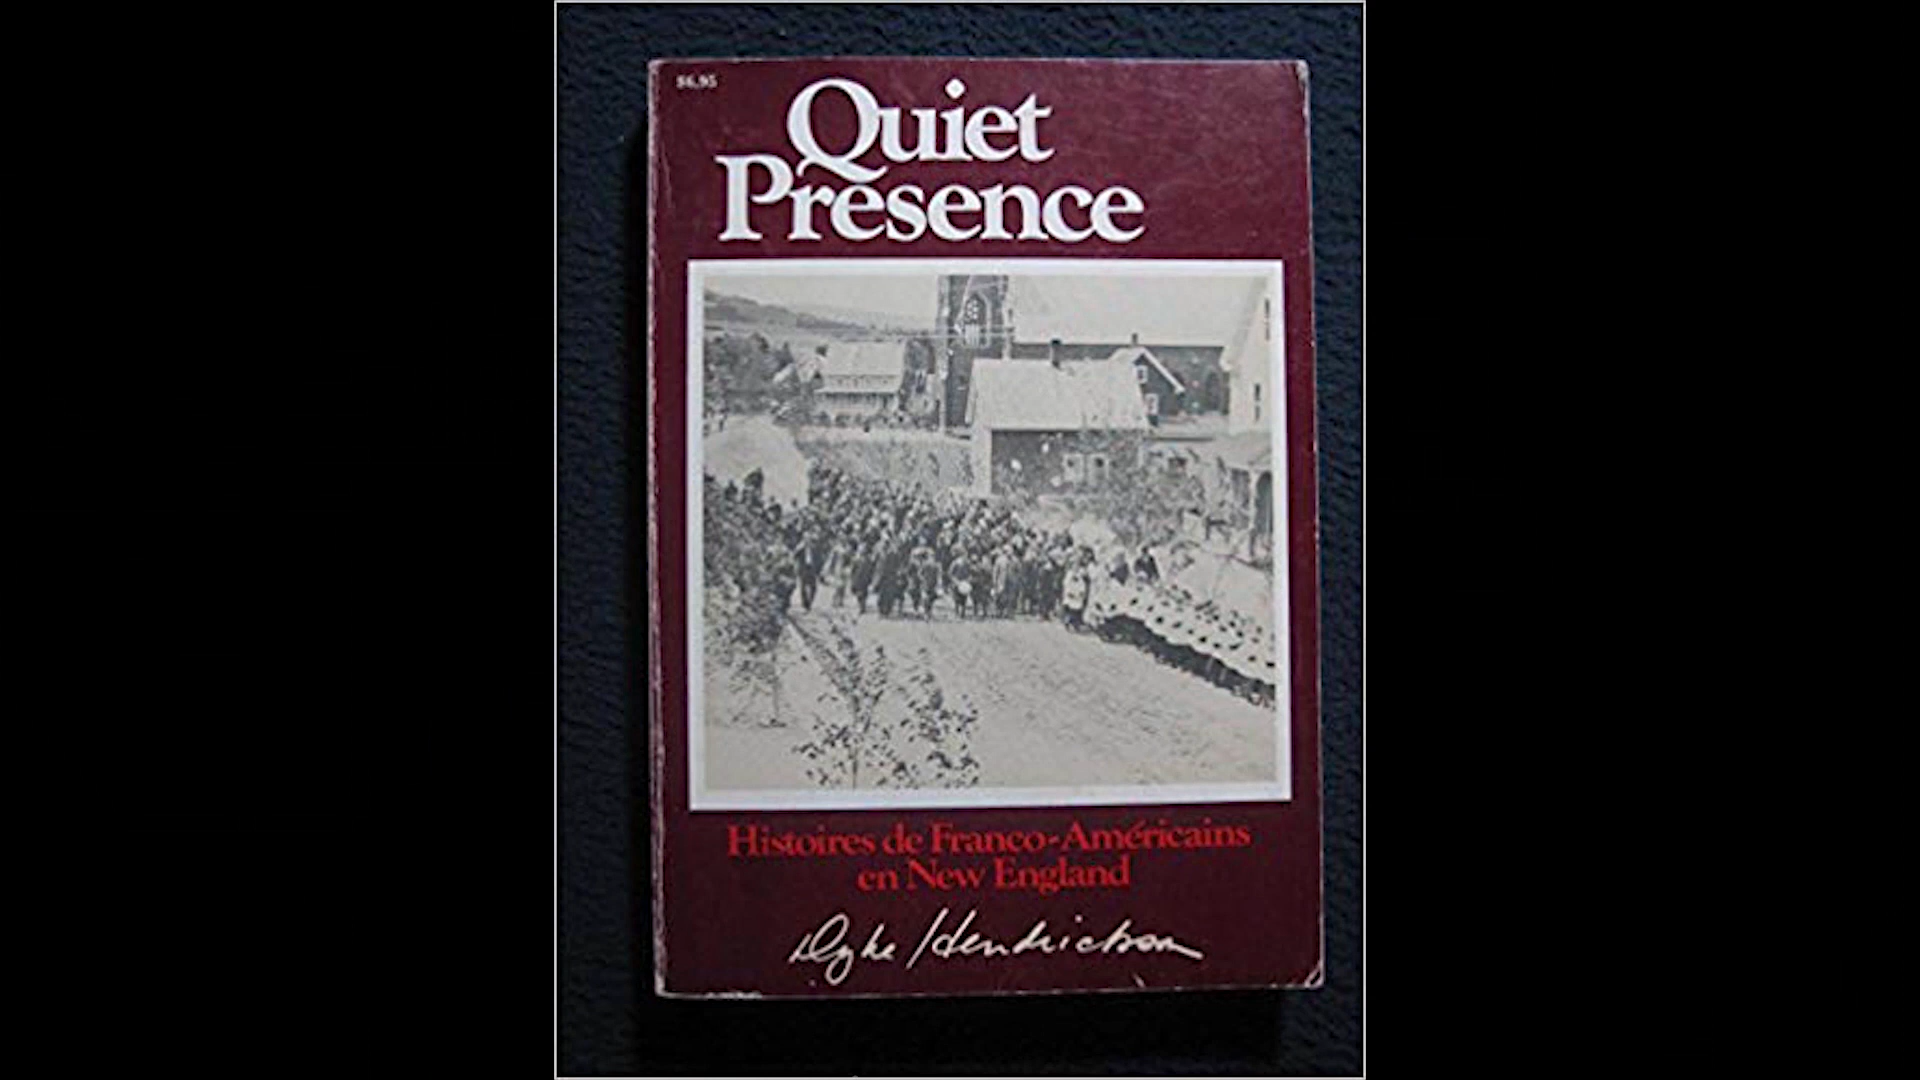 $6.95
Quiet
Presence
Histoires de Franco-Américains
en New England
Dyke Hendrickson